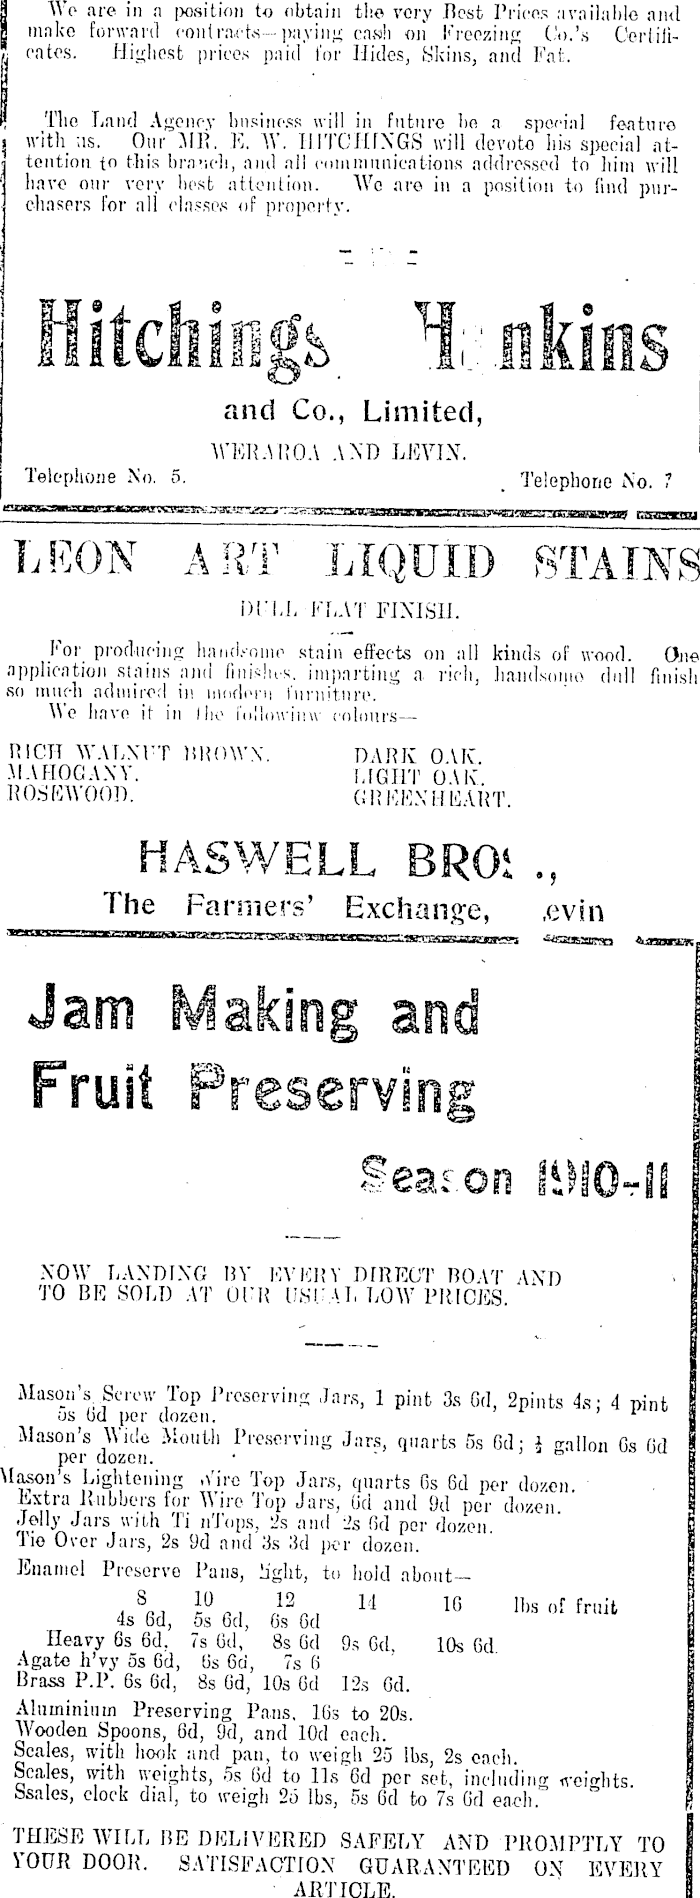 We are in a position to obtain the very Best Prices available and
make forward contracts—paying cash on Freezing Co.'s Certifi-
cates. Highest prices paid for Hides, Skins, and Fat.
The Land Agency business will in future be a special feature
with us. Our MR. E. W. HITCHINGS will devote his special at-
tention to this branch, and all communications addressed to him will
have our very best attention. We are in a position to find pur-
chasers for all classes of property.
Hitchings Hankins
and Co., Limited,
WERAROA AND LEVIN.
Telephone No. 5. Telephone No. 7
LEON ART LIQUID STAINS
DULL FLAT FINISH.
For producing handsome stain effects on all kinds of wood. One
application stains and finishes, imparting a rich, handsome dull finish
so much admired in modern furniture.
We have it in the followinw colours—
RICH WALNUT BROWN. DARK OAK.
MAHOGANY. LIGHT OAK.
ROSEWOOD. GREENHEART.
HASWELL BROS.,
The Farmers' Exchange, Levin
Jam Making and
Fruit Preserving
Season 1910-11
NOW LANDING BY EVERY DIRECT BOAT AND
TO BE SOLD AT OUR USUAL LOW PRICES.
Mason's Screw Top Preserving Jars, 1 pint 3s 6d, 2pints 4s; 4 pint
5s 6d per dozen.
Mason's Wide Mouth Preserving Jars, quarts 5s 6d; ½ gallon 6s 6d
per dozen.
Mason's Lightening Wire Top Jars, quarts 6s 6d per dozen.
Extra Rubbers for Wire Top Jars, 6d and 9d per dozen.
Jelly Jars with Ti nTops, 2s and 2s 6d per dozen.
Tie Over Jars, 2s 9d and 3s 3d per dozen.
Enamel Preserve Pans, light, to hold about—
8 10 12 14 16 lbs of fruit
4s 6d, 5s 6d, 6s 6d
Heavy 6s 6d, 7s 6d, 8s 6d 9s 6d, 10s 6d.
Agate h'vy 5s 6d, 6s 6d, 7s 6
Brass P.P. 6s 6d, 8s 6d, 10s 6d 12s 6d.
Aluminium Preserving Pans, 16s to 20s.
Wooden Spoons, 6d, 9d, and 10d each.
Scales, with hook and pan, to weigh 25 lbs, 2s each.
Scales, with weights, 5s 6d to 11s 6d per set, including weights.
Ssales, clock dial, to weigh 25 lbs, 5s 6d to 7s 6d each.
THESE WILL BE DELIVERED SAFELY AND PROMPTLY TO
YOUR DOOR. SATISFACTION GUARANTEED ON EVERY
ARTICLE.